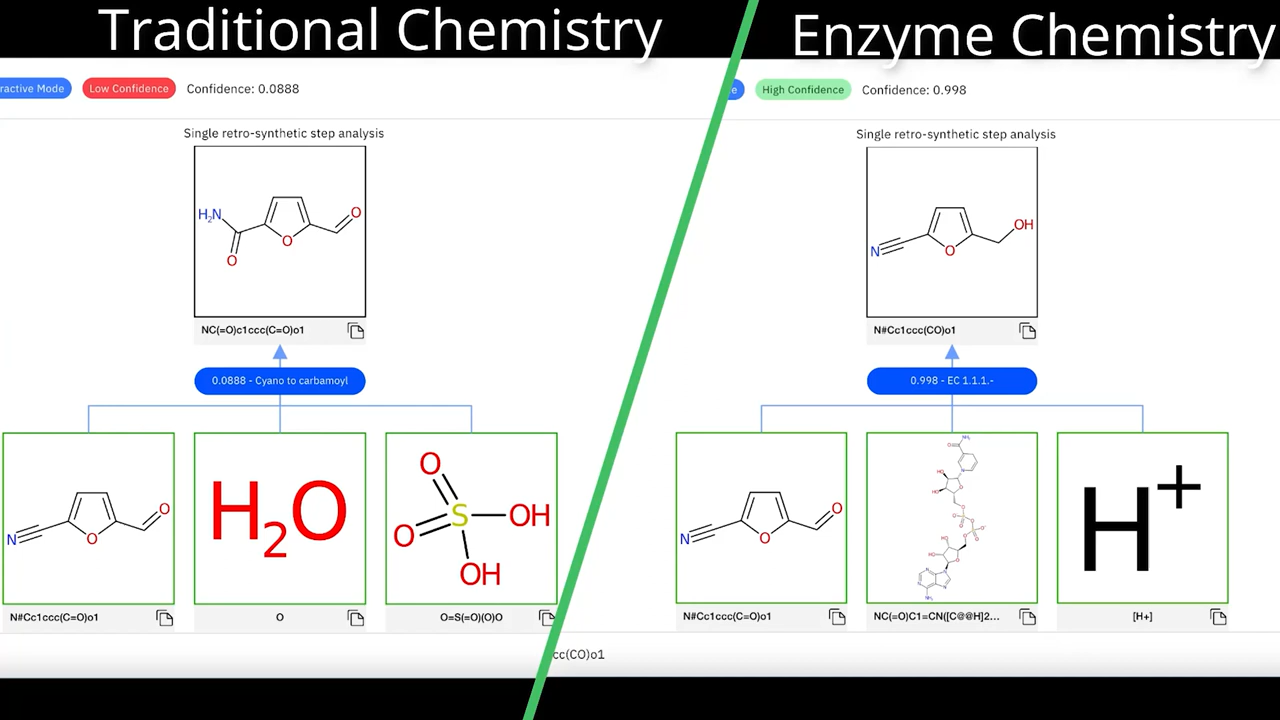 Traditional Chemistry
Enzyme Chemistry
ractive Mode
Low Confidence
Confidence: 0.0888
Single retro-synthetic step analysis
H₂N
O
O
O
NC(=O)c1ccc(C=O)o1
0.0888 - Cyano to carbamoyl
N
O
O
N#Cc1ccc(C=O)o1
H₂O
O
O
O
S
OH
OH
O=S(=O)(O)O
e
High Confidence
Confidence: 0.998
Single retro-synthetic step analysis
N
O
OH
N#Cc1ccc(CO)o1
0.998 - EC 1.1.1.-
N
O
O
N#Cc1ccc(C=O)o1
NC(=O)C1=CN([C@@H]2...
H⁺
[H+]
cc(CO)o1